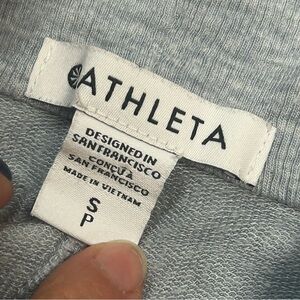 ATHLETA
DESIGNED IN
SAN FRANCISCO
CONÇU À
SAN FRANCISCO
MADE IN VIETNAM
S
P